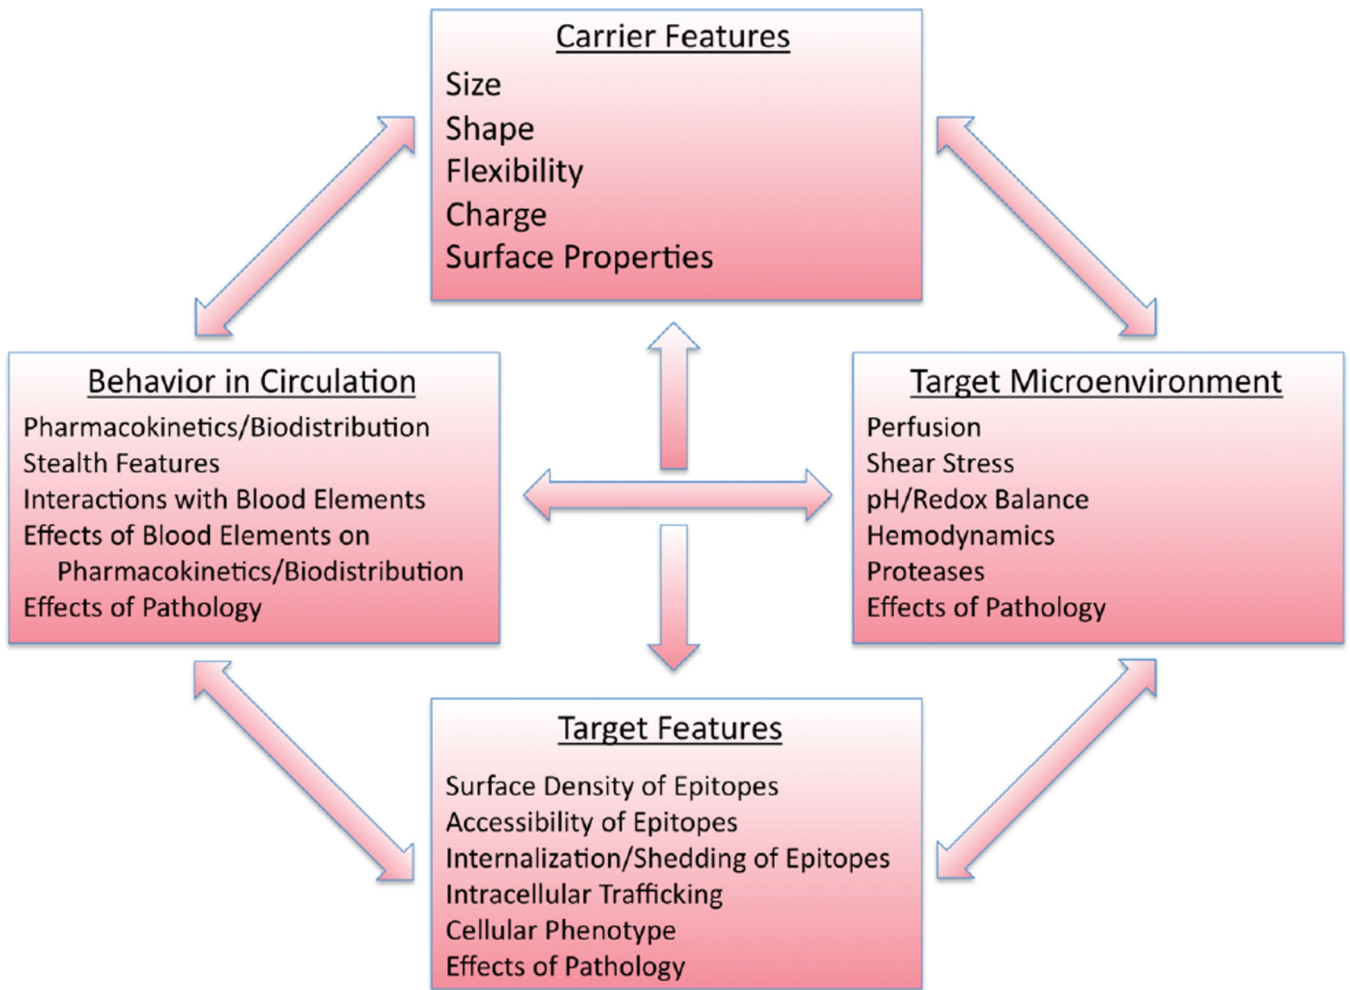 Carrier Features
Size
Shape
Flexibility
Charge
Surface Properties
Behavior in Circulation
Pharmacokinetics/Biodistribution
Stealth Features
Interactions with Blood Elements
Effects of Blood Elements on
Pharmacokinetics/Biodistribution
Effects of Pathology
Target Microenvironment
Perfusion
Shear Stress
pH/Redox Balance
Hemodynamics
Proteases
Effects of Pathology
Target Features
Surface Density of Epitopes
Accessibility of Epitopes
Internalization/Shedding of Epitopes
Intracellular Trafficking
Cellular Phenotype
Effects of Pathology